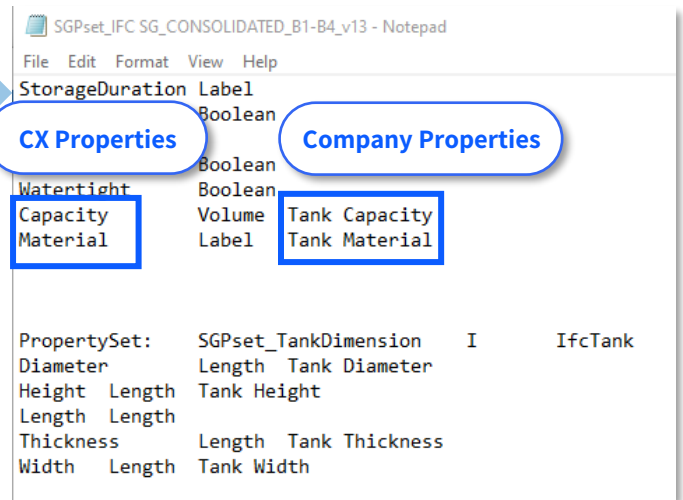 SGPset_IFC SG_CONSOLIDATED_B1-B4_v13 - Notepad
File Edit Format View Help
StorageDuration Label
Boolean
CX Properties Company Properties
Boolean
Watertight Boolean
Capacity Volume Tank Capacity
Material Label Tank Material
PropertySet: SGPset_TankDimension I IfcTank
Diameter Length Tank Diameter
Height Length Tank Height
Length Length
Thickness Length Tank Thickness
Width Length Tank Width